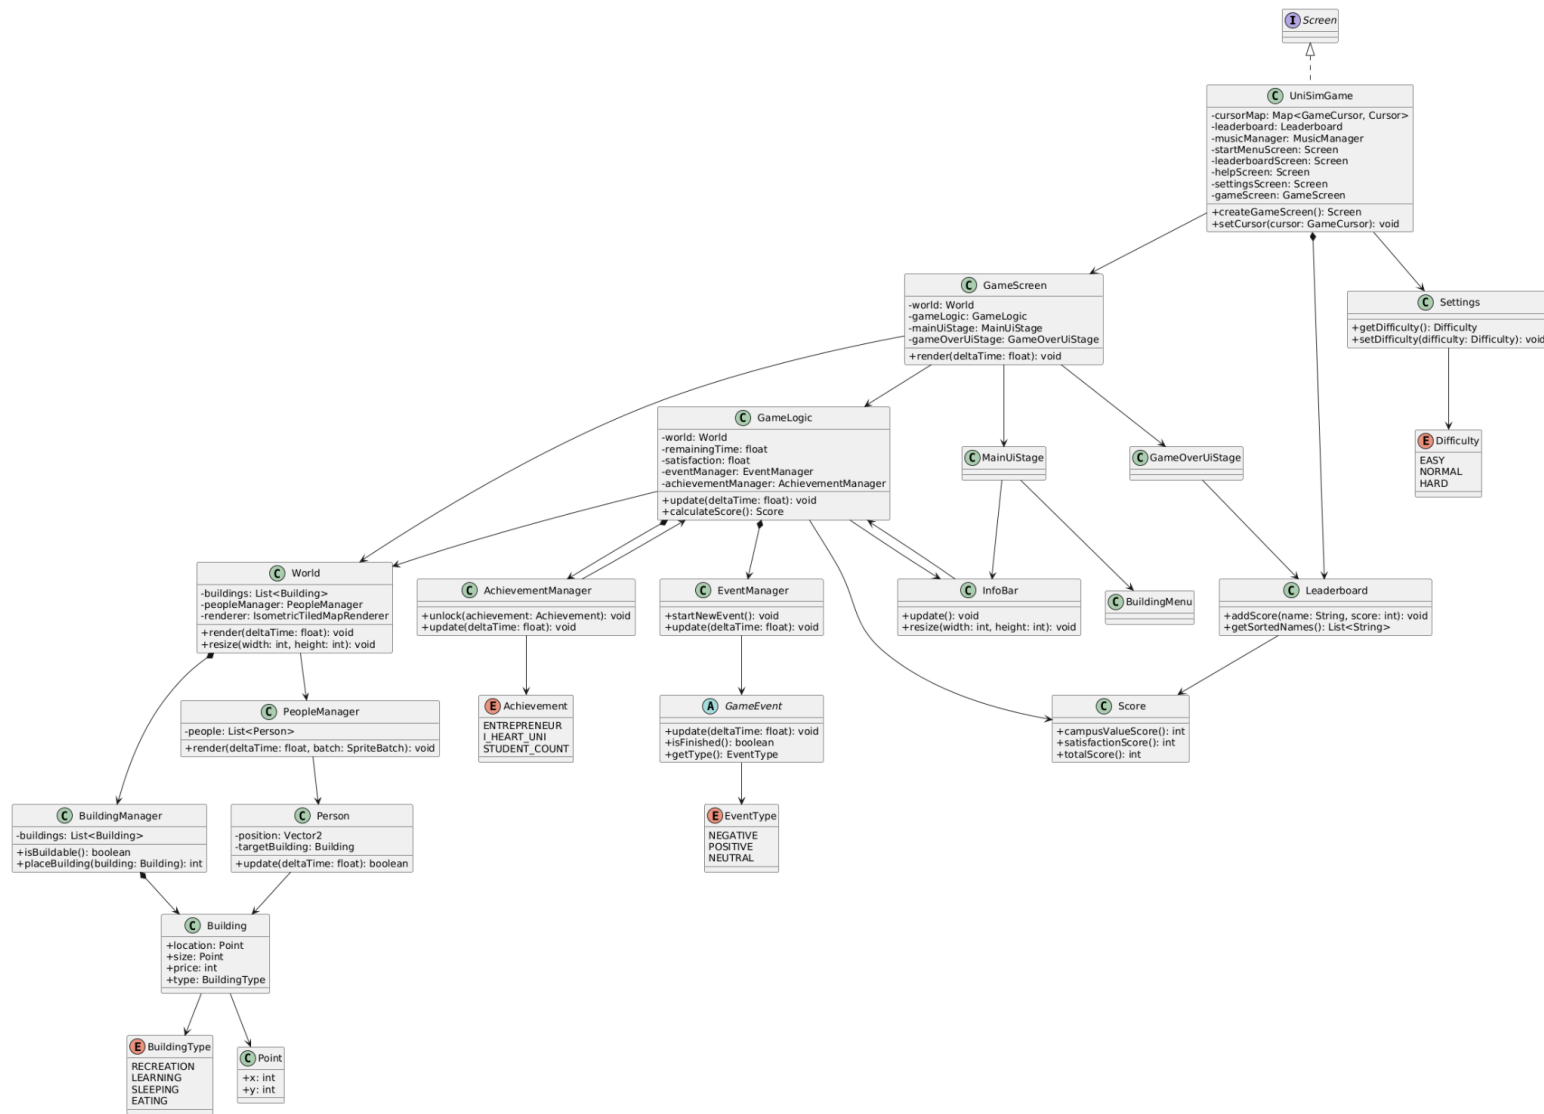 I Screen
C UniSimGame
-cursorMap: Map<GameCursor, Cursor>
-leaderboard: Leaderboard
-musicManager: MusicManager
-startMenuScreen: Screen
-leaderboardScreen: Screen
-helpScreen: Screen
-settingsScreen: Screen
-gameScreen: GameScreen
+createGameScreen(): Screen
+setCursor(cursor: GameCursor): void
C GameScreen
-world: World
-gameLogic: GameLogic
-mainUiStage: MainUiStage
-gameOverUiStage: GameOverUiStage
+render(deltaTime: float): void
C Settings
+getDifficulty(): Difficulty
+setDifficulty(difficulty: Difficulty): void
C GameLogic
-world: World
-remainingTime: float
-satisfaction: float
-eventManager: EventManager
-achievementManager: AchievementManager
+update(deltaTime: float): void
+calculateScore(): Score
C MainUiStage
C GameOverUiStage
E Difficulty
EASY
NORMAL
HARD
C World
-buildings: List<Building>
-peopleManager: PeopleManager
-renderer: IsometricTiledMapRenderer
+render(deltaTime: float): void
+resize(width: int, height: int): void
C AchievementManager
+unlock(achievement: Achievement): void
+update(deltaTime: float): void
C EventManager
+startNewEvent(): void
+update(deltaTime: float): void
C InfoBar
+update(): void
+resize(width: int, height: int): void
C BuildingMenu
C Leaderboard
+addScore(name: String, score: int): void
+getSortedNames(): List<String>
C PeopleManager
-people: List<Person>
+render(deltaTime: float, batch: SpriteBatch): void
E Achievement
ENTREPRENEUR
I_HEART_UNI
STUDENT_COUNT
A GameEvent
+update(deltaTime: float): void
+isFinished(): boolean
+getType(): EventType
C Score
+campusValueScore(): int
+satisfactionScore(): int
+totalScore(): int
C BuildingManager
-buildings: List<Building>
+isBuildable(): boolean
+placeBuilding(building: Building): int
C Person
-position: Vector2
-targetBuilding: Building
+update(deltaTime: float): boolean
E EventType
NEGATIVE
POSITIVE
NEUTRAL
C Building
+location: Point
+size: Point
+price: int
+type: BuildingType
E BuildingType
RECREATION
LEARNING
SLEEPING
EATING
C Point
+x: int
+y: int